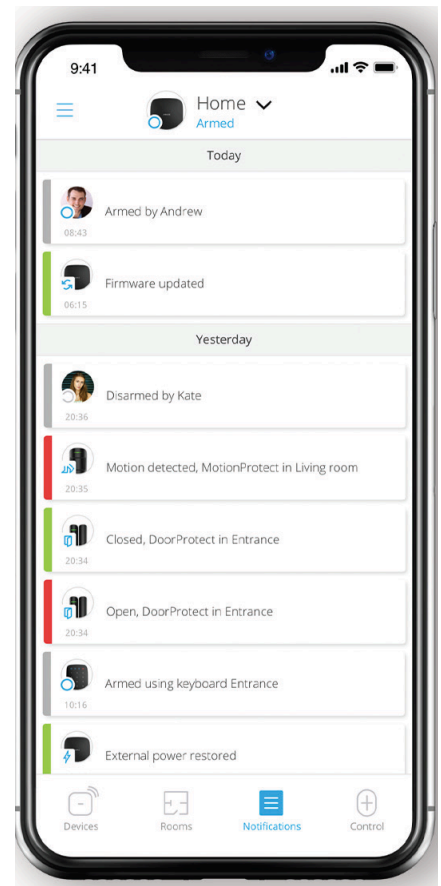 9:41
Home
Armed
Today
Armed by Andrew
08:43
Firmware updated
06:15
Yesterday
Disarmed by Kate
20:36
Motion detected, MotionProtect in Living room
20:35
Closed, DoorProtect in Entrance
20:34
Open, DoorProtect in Entrance
20:34
Armed using keyboard Entrance
10:16
External power restored
Devices
Rooms
Notifications
Control